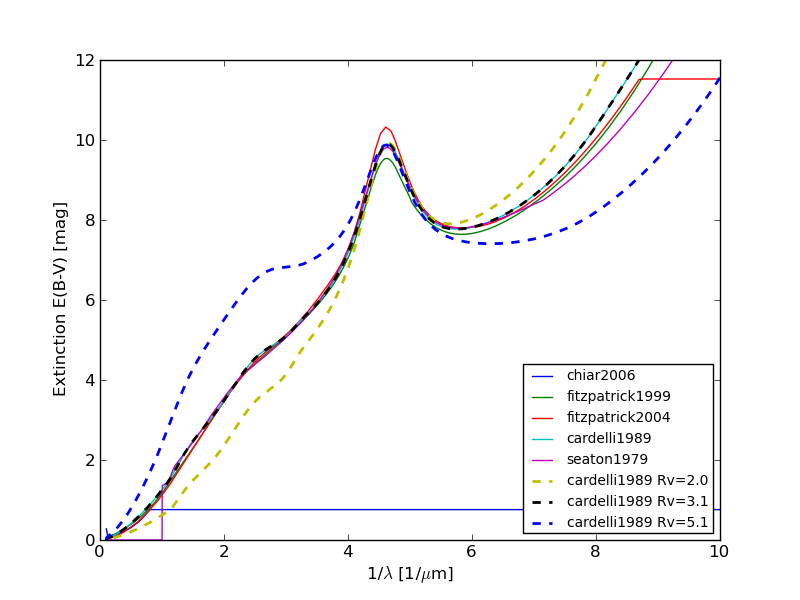 12
10
8
6
4
2
0
Extinction E(B-V) [mag]
chiar2006
fitzpatrick1999
fitzpatrick2004
cardelli1989
seaton1979
cardelli1989 Rv=2.0
cardelli1989 Rv=3.1
cardelli1989 Rv=5.1
0 2 4 6 8 10
1/λ [1/μm]